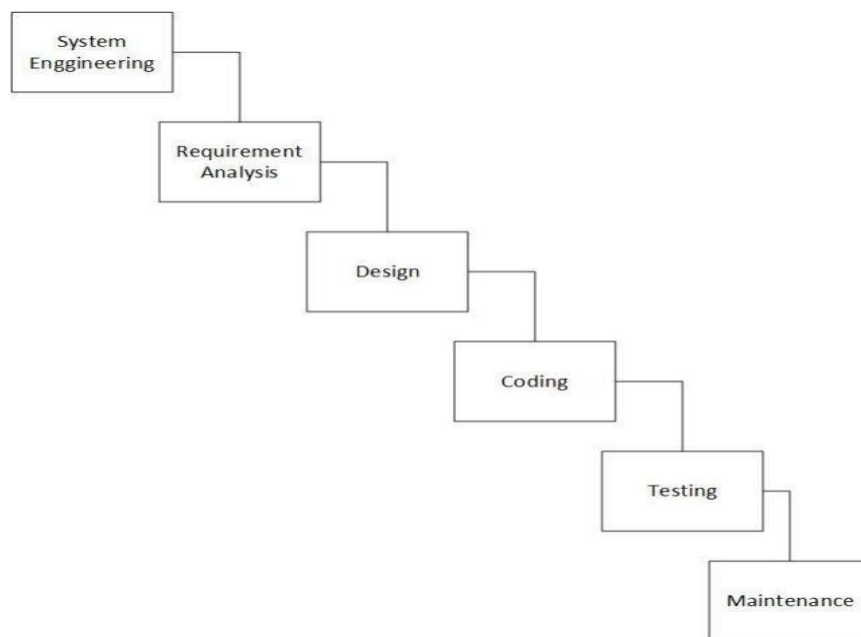 System
Enggineering
Requirement
Analysis
Design
Coding
Testing
Maintenance